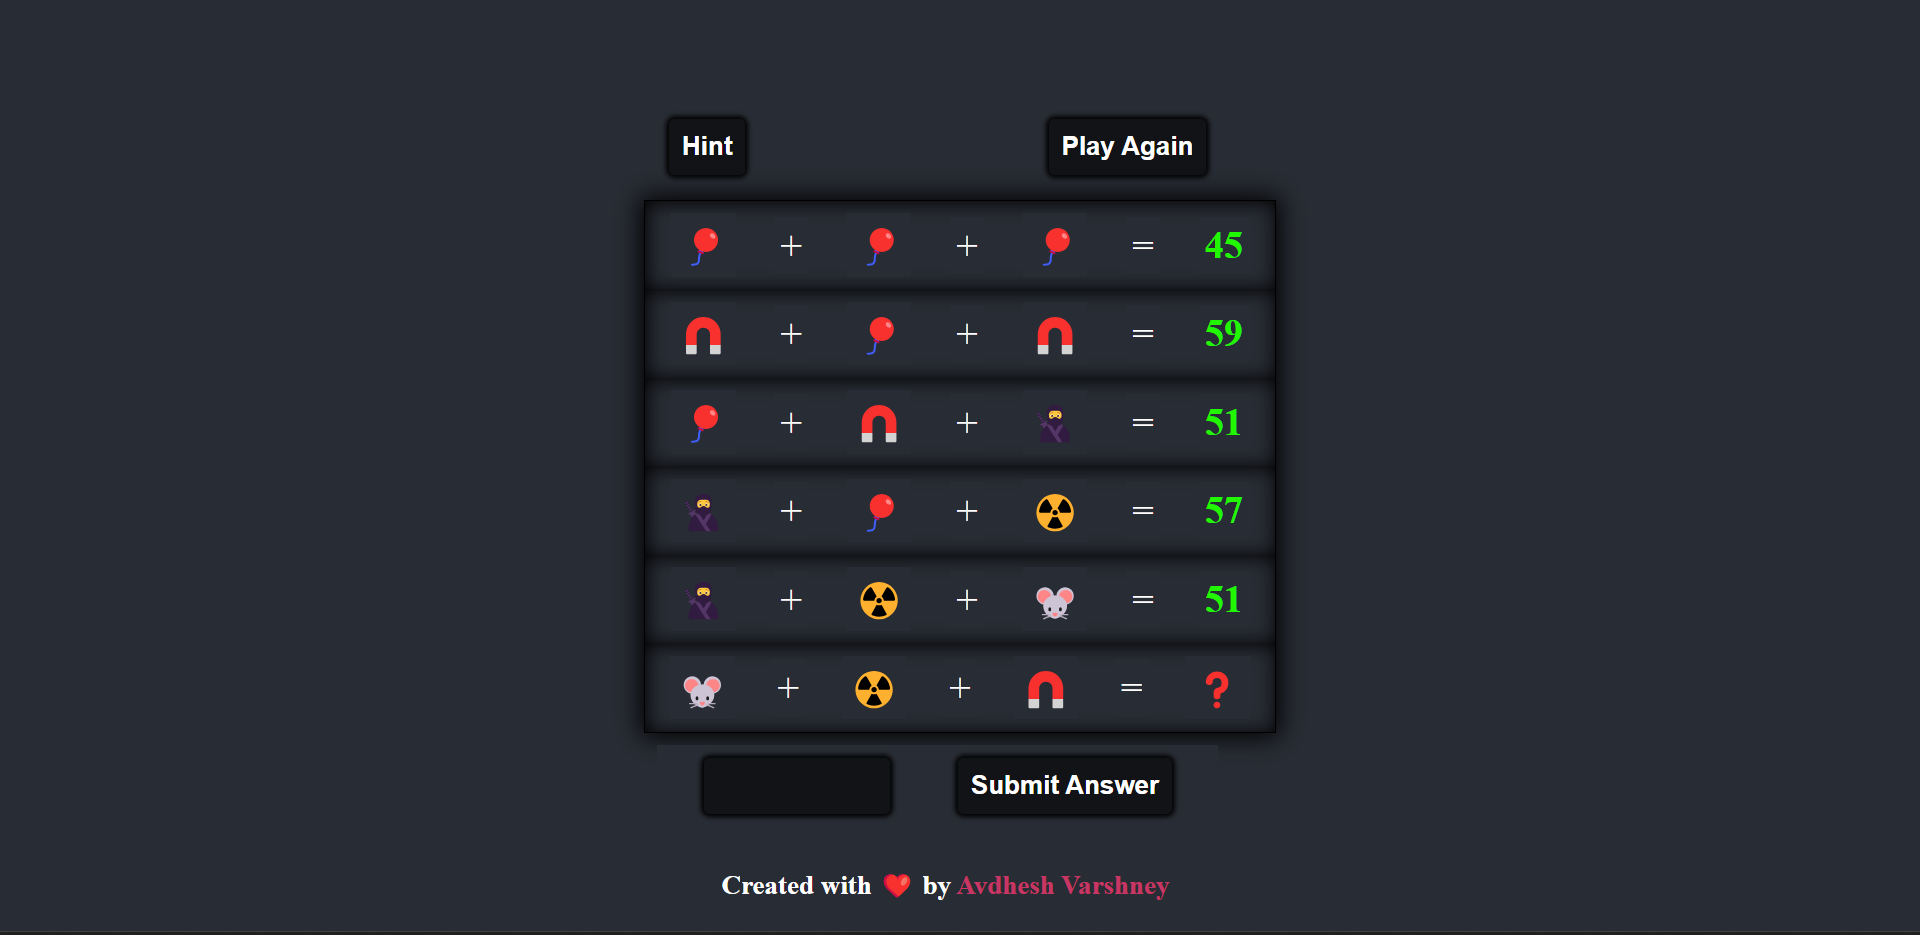 Hint Play Again
🎈 + 🎈 + 🎈 = 45
🧲 + 🎈 + 🧲 = 59
🎈 + 🧲 + 🥷 = 51
🥷 + 🎈 + ☢️ = 57
🥷 + ☢️ + 🐭 = 51
🐭 + ☢️ + 🧲 = ❓
Submit Answer
Created with ❤️ by Avdhesh Varshney